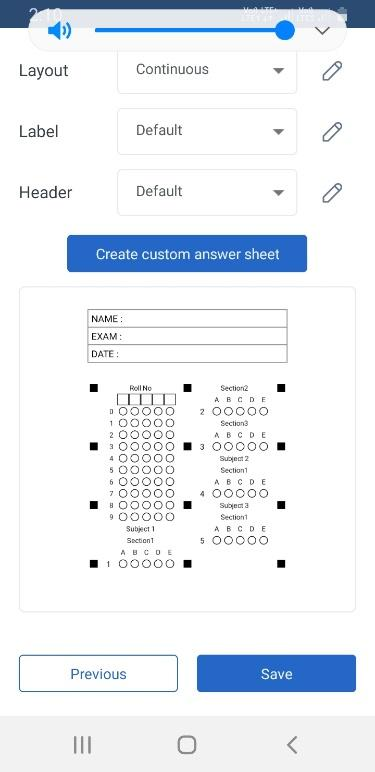 2:10
Layout Continuous
Label Default
Header Default
Create custom answer sheet
NAME :
EXAM :
DATE :
Roll No
0
1
2
3
4
5
6
7
8
9
Subject 1
Section1
A B C D E
1
Section2
A B C D E
2
Section3
A B C D E
3
Subject 2
Section1
A B C D E
4
Subject 3
Section1
A B C D E
5
Previous Save